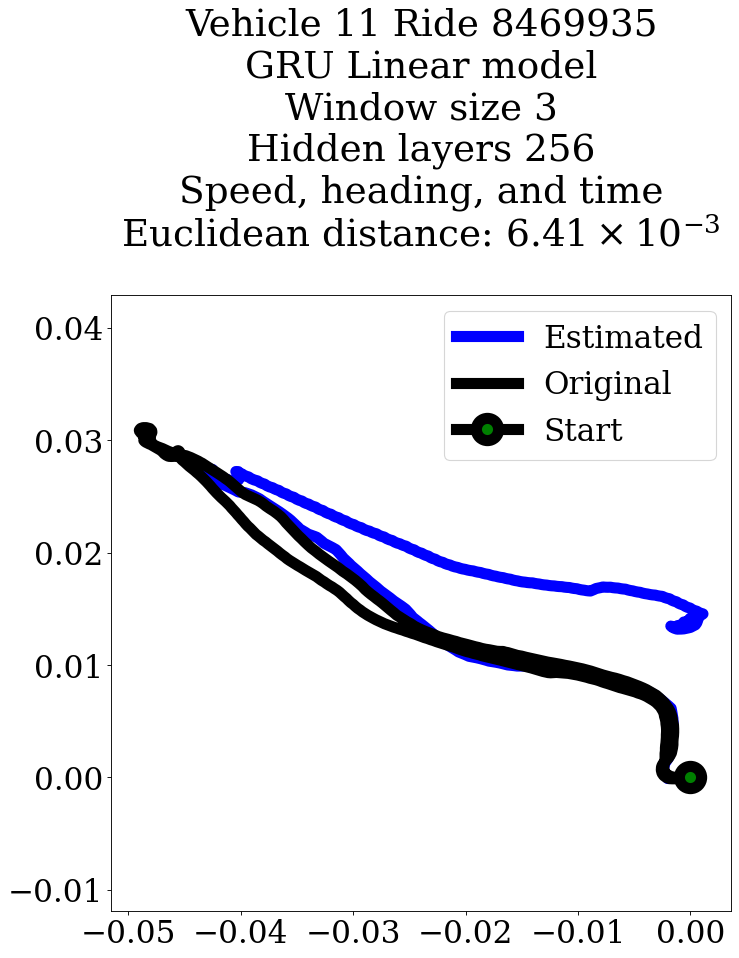 Vehicle 11 Ride 8469935
GRU Linear model
Window size 3
Hidden layers 256
Speed, heading, and time
Euclidean distance: 6.41 × 10⁻³
Estimated
Original
Start
0.04
0.03
0.02
0.01
0.00
−0.01
−0.05 −0.04 −0.03 −0.02 −0.01 0.00